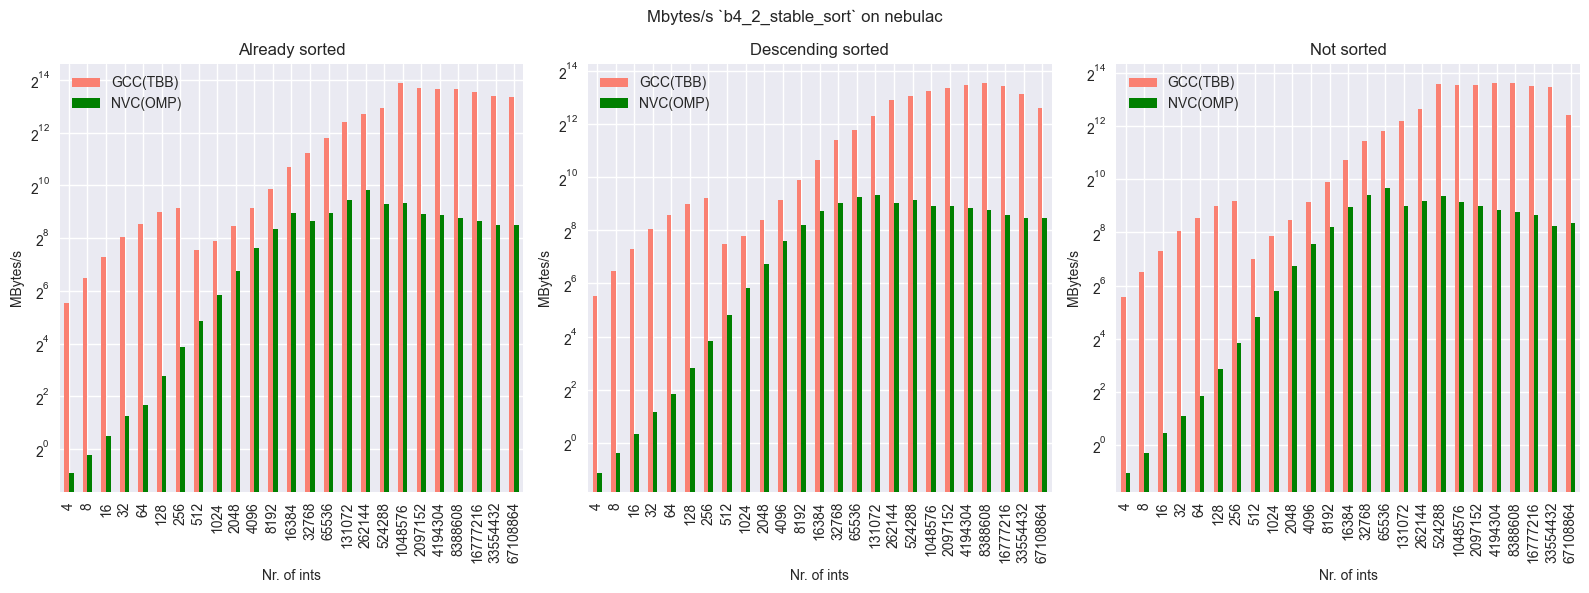 Mbytes/s `b4_2_stable_sort` on nebulac
Already sorted
GCC(TBB)
NVC(OMP)
2^14
2^12
2^10
2^8
2^6
2^4
2^2
2^0
MBytes/s
4 8 16 32 64 128 256 512 1024 2048 4096 8192 16384 32768 65536 131072 262144 524288 1048576 2097152 4194304 8388608 16777216 33554432 67108864
Nr. of ints
Descending sorted
GCC(TBB)
NVC(OMP)
2^14
2^12
2^10
2^8
2^6
2^4
2^2
2^0
MBytes/s
4 8 16 32 64 128 256 512 1024 2048 4096 8192 16384 32768 65536 131072 262144 524288 1048576 2097152 4194304 8388608 16777216 33554432 67108864
Nr. of ints
Not sorted
GCC(TBB)
NVC(OMP)
2^14
2^12
2^10
2^8
2^6
2^4
2^2
2^0
MBytes/s
4 8 16 32 64 128 256 512 1024 2048 4096 8192 16384 32768 65536 131072 262144 524288 1048576 2097152 4194304 8388608 16777216 33554432 67108864
Nr. of ints